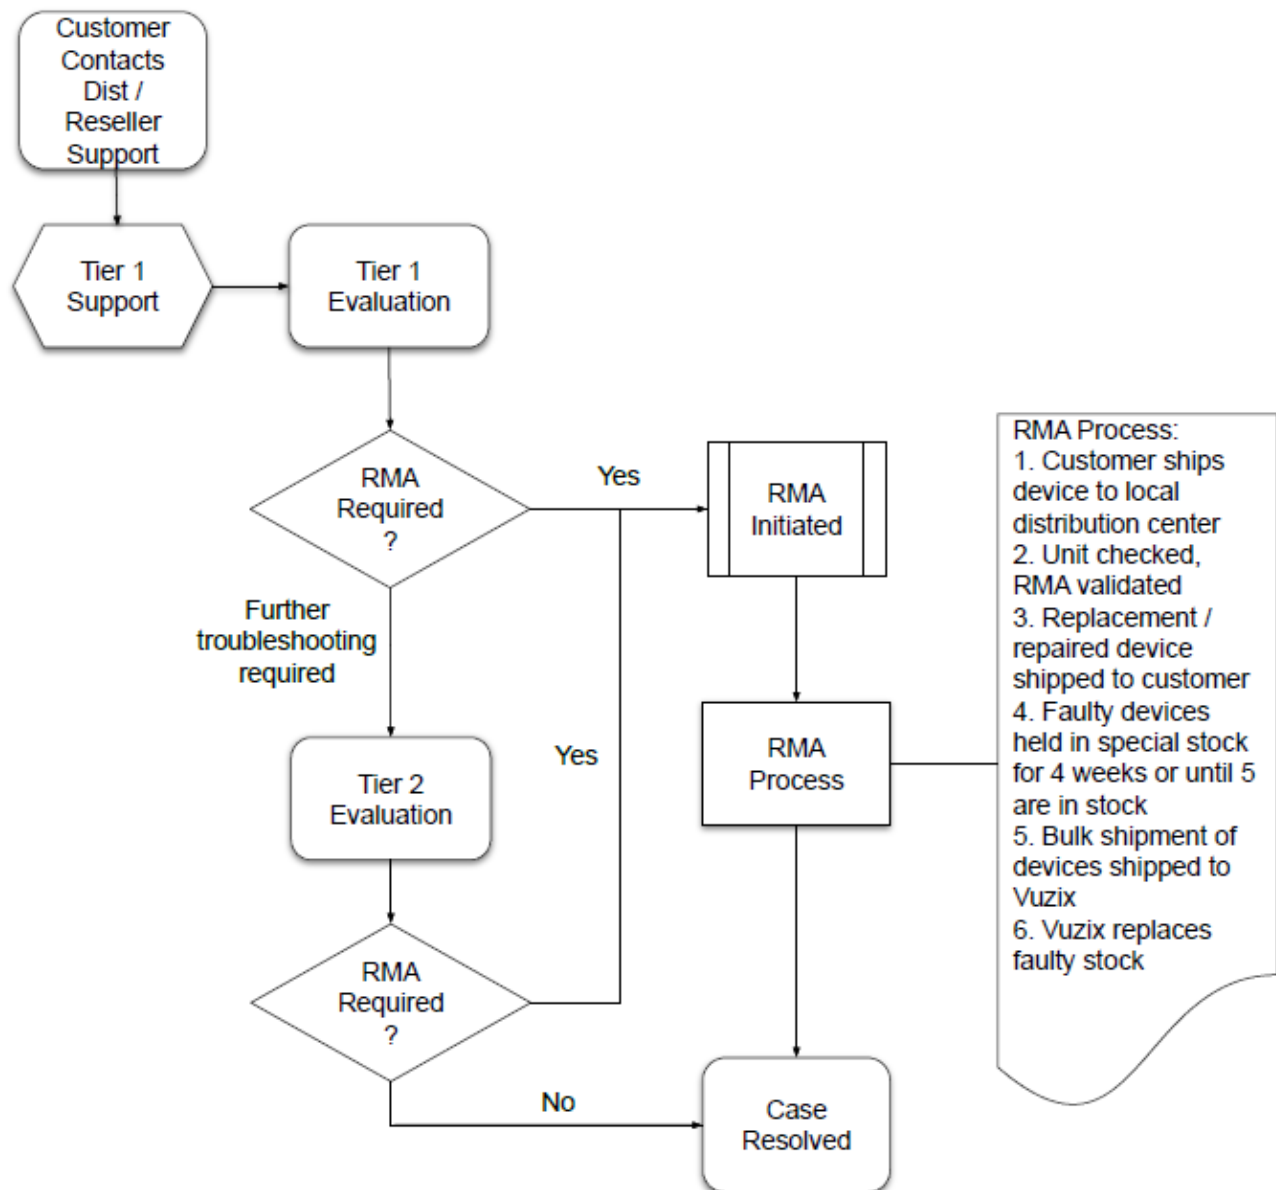 Customer
Contacts
Dist /
Reseller
Support
Tier 1
Support
Tier 1
Evaluation
RMA
Required
?
Yes
RMA
Initiated
Further
troubleshooting
required
Yes
Tier 2
Evaluation
RMA
Process
RMA
Required
?
No
Case
Resolved
RMA Process:
1. Customer ships
device to local
distribution center
2. Unit checked,
RMA validated
3. Replacement /
repaired device
shipped to customer
4. Faulty devices
held in special stock
for 4 weeks or until 5
are in stock
5. Bulk shipment of
devices shipped to
Vuzix
6. Vuzix replaces
faulty stock